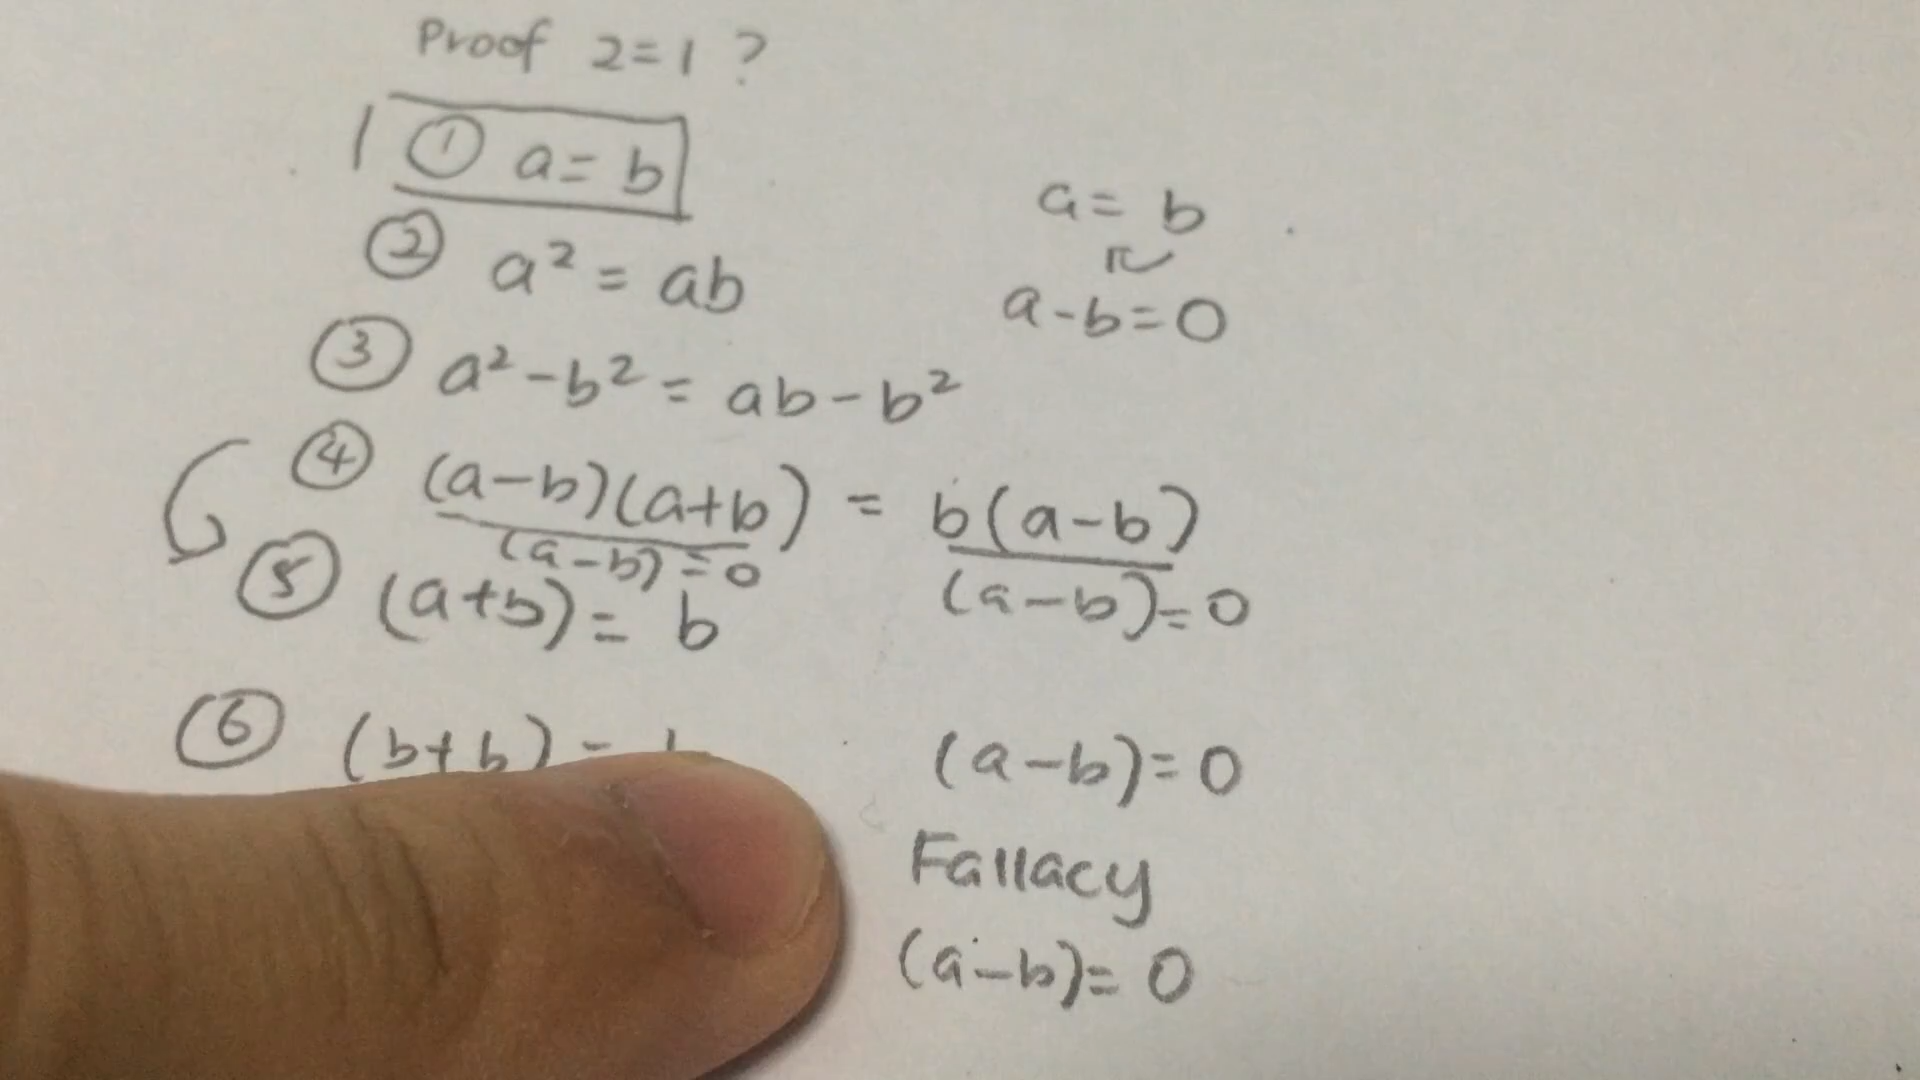 Proof 2=1 ?
① a = b
② a² = ab
③ a² - b² = ab - b²
④ (a-b)(a+b) = b(a-b)
(a-b) = 0
(a-b) = 0
⑤ (a+b) = b
⑥ (b+b) =
a = b
a-b=0
(a-b)=0
Fallacy
(a-b)=0